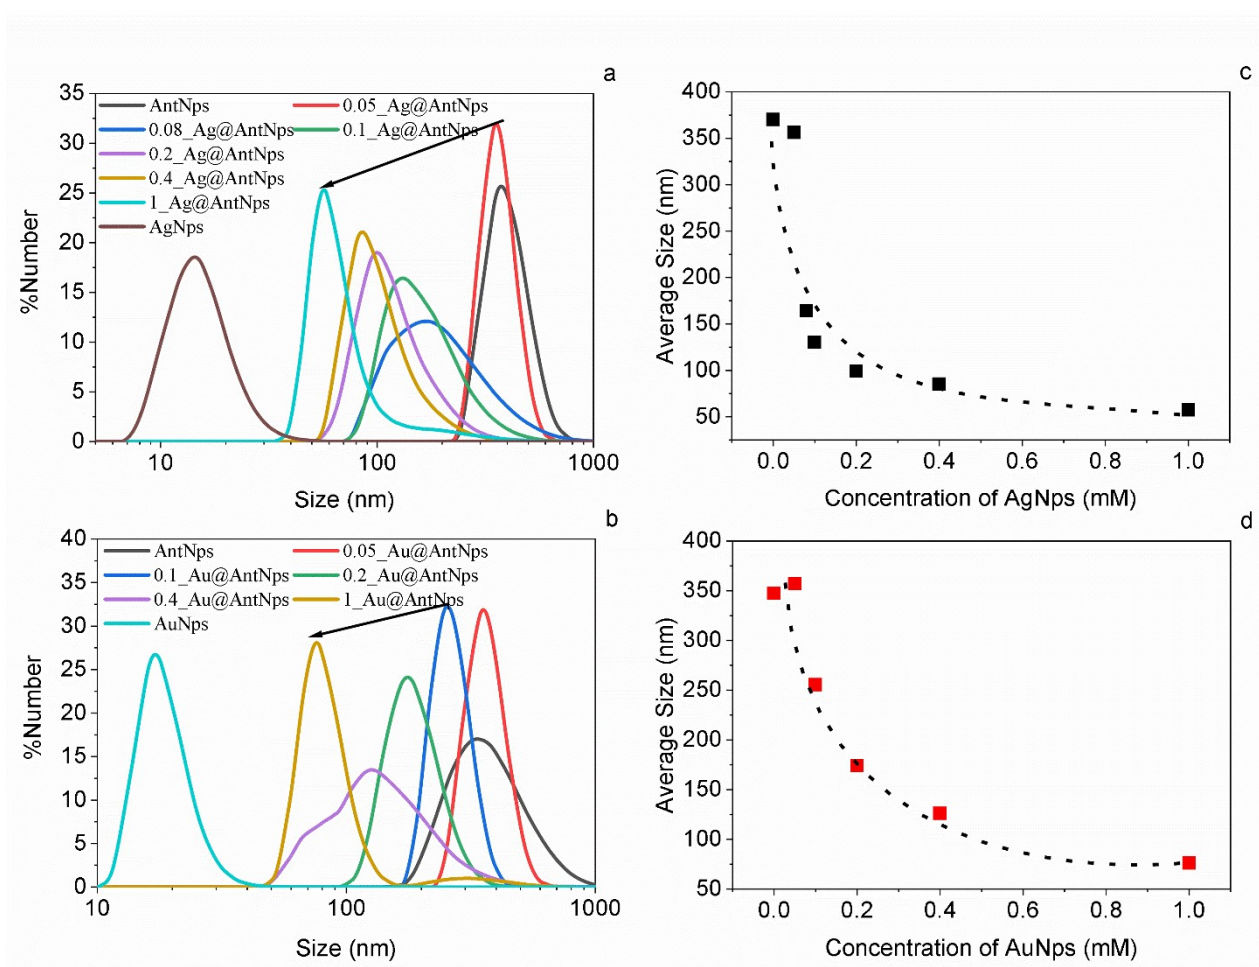 a
35
30
25
20
15
10
5
0
%Number
AntNps 0.05_Ag@AntNps
0.08_Ag@AntNps 0.1_Ag@AntNps
0.2_Ag@AntNps
0.4_Ag@AntNps
1_Ag@AntNps
AgNps
10 100 1000
Size (nm)
c
400
350
300
250
200
150
100
50
Average Size (nm)
0.0 0.2 0.4 0.6 0.8 1.0
Concentration of AgNps (mM)
b
40
35
30
25
20
15
10
5
0
%Number
AntNps 0.05_Au@AntNps
0.1_Au@AntNps 0.2_Au@AntNps
0.4_Au@AntNps 1_Au@AntNps
AuNps
10 100 1000
Size (nm)
d
400
350
300
250
200
150
100
50
Average Size (nm)
0.0 0.2 0.4 0.6 0.8 1.0
Concentration of AuNps (mM)